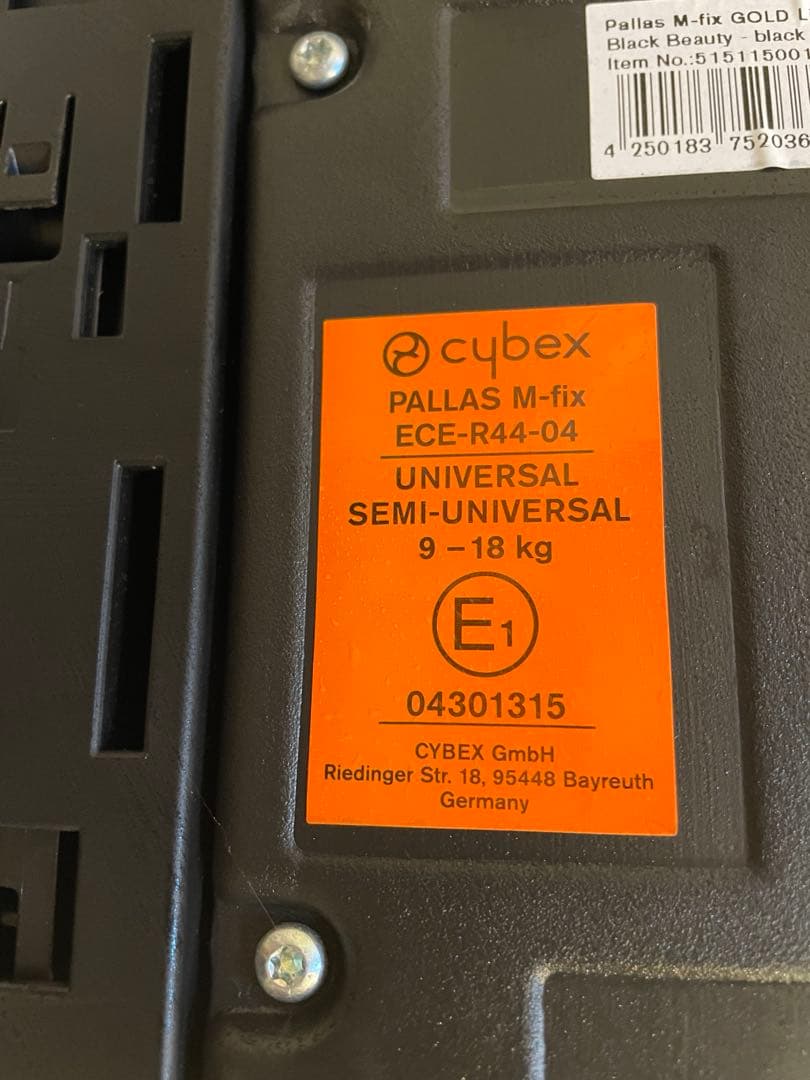 Pallas M-fix GOLD
Black Beauty - black
Item No.:515115001
4 250183 752036
cybex
PALLAS M-fix
ECE-R44-04
UNIVERSAL
SEMI-UNIVERSAL
9 – 18 kg
E1
04301315
CYBEX GmbH
Riedinger Str. 18, 95448 Bayreuth
Germany